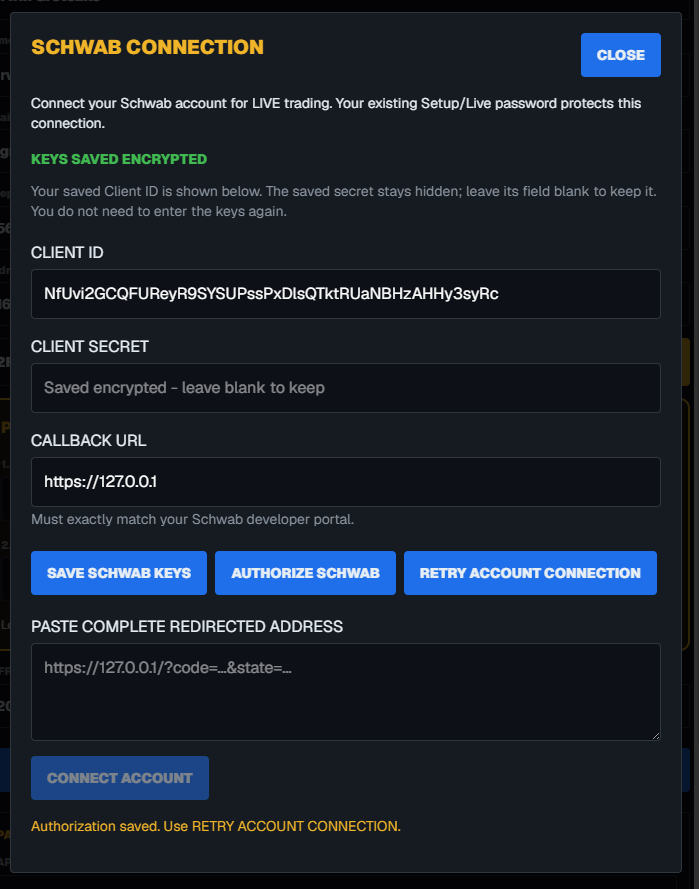 SCHWAB CONNECTION
CLOSE
Connect your Schwab account for LIVE trading. Your existing Setup/Live password protects this
connection.
KEYS SAVED ENCRYPTED
Your saved Client ID is shown below. The saved secret stays hidden; leave its field blank to keep it.
You do not need to enter the keys again.
CLIENT ID
NfUvi2GCQFUReyR9SYSUPssPxDlsQTktRUaNBHzAHHy3syRc
CLIENT SECRET
Saved encrypted - leave blank to keep
CALLBACK URL
https://127.0.0.1
Must exactly match your Schwab developer portal.
SAVE SCHWAB KEYS
AUTHORIZE SCHWAB
RETRY ACCOUNT CONNECTION
PASTE COMPLETE REDIRECTED ADDRESS
https://127.0.0.1/?code=...&state=...
CONNECT ACCOUNT
Authorization saved. Use RETRY ACCOUNT CONNECTION.